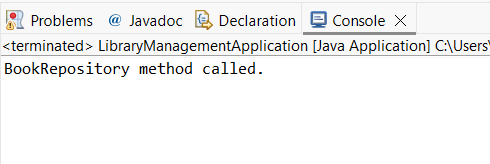 Problems @ Javadoc Declaration Console
<terminated> LibraryManagementApplication [Java Application] C:\Users\
BookRepository method called.